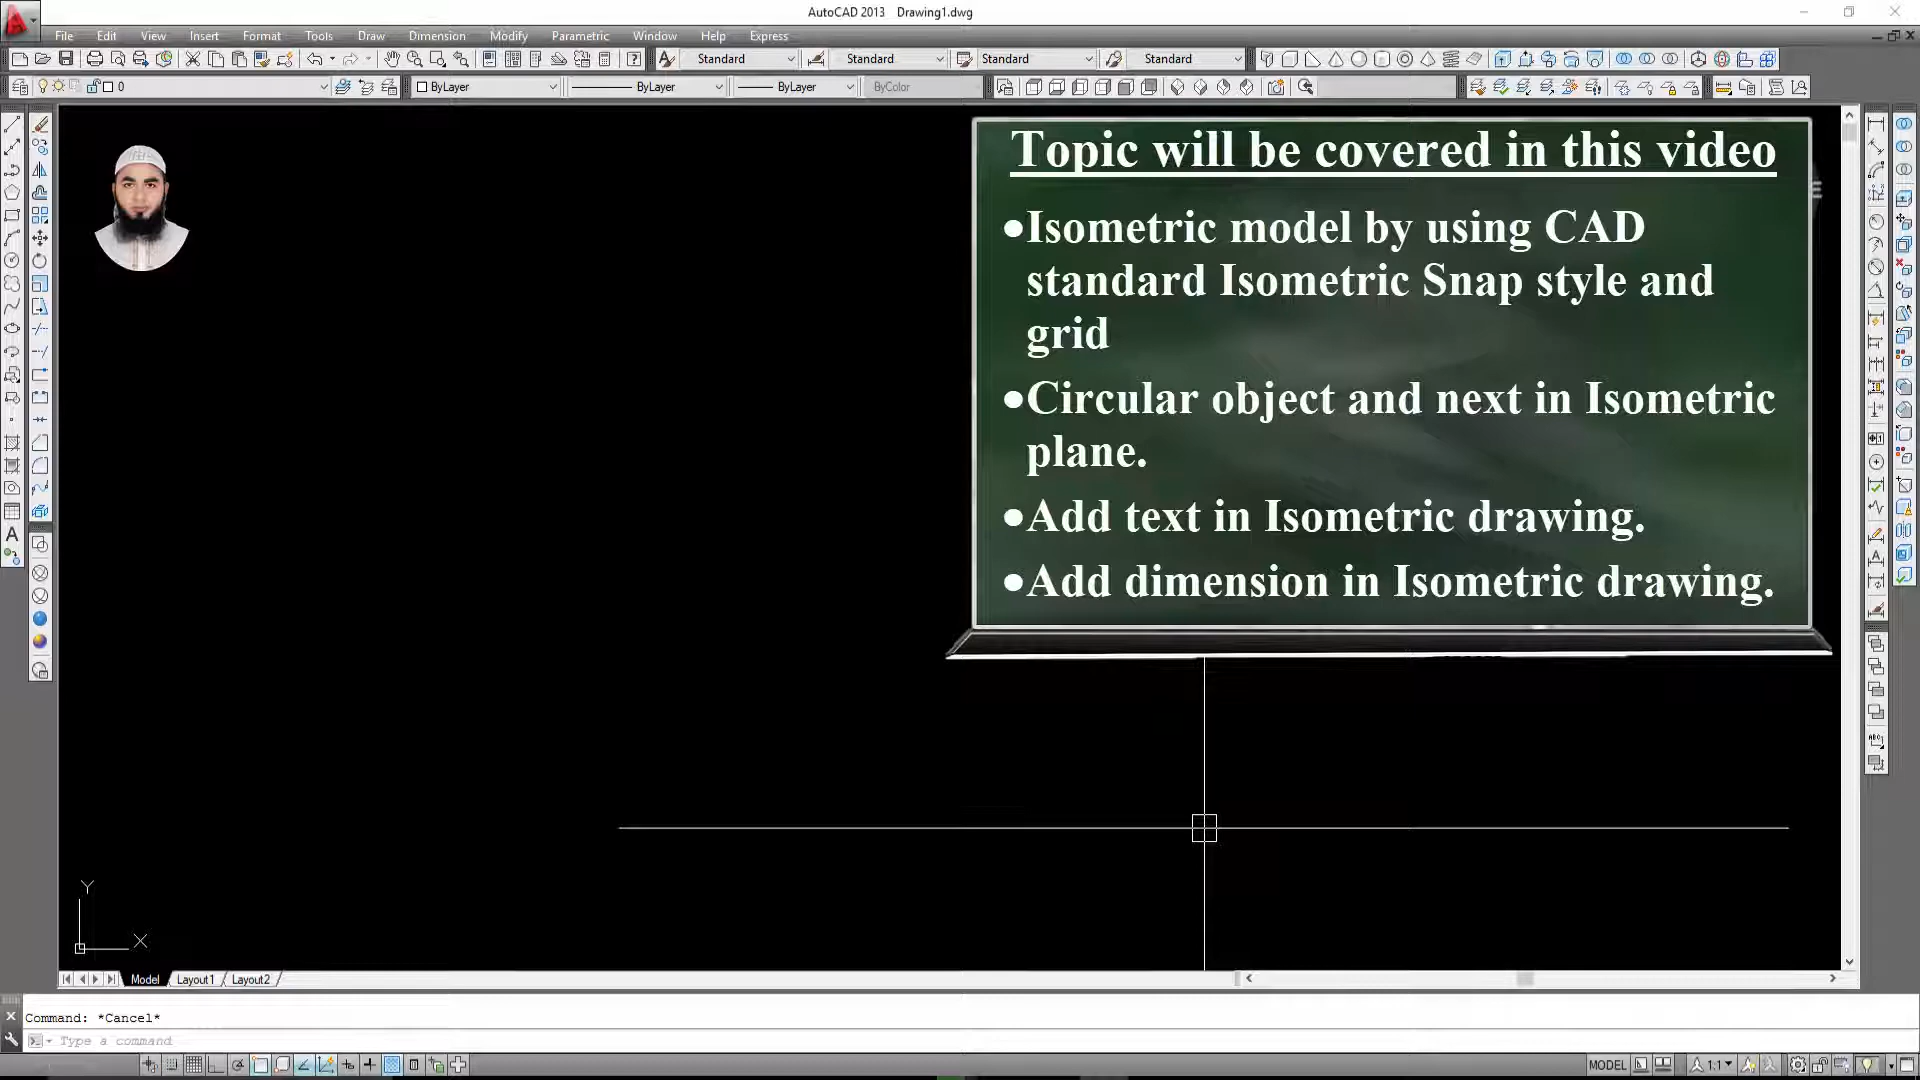 AutoCAD 2013 Drawing1.dwg
File Edit View Insert Format Tools Draw Dimension Modify Parametric Window Help Express
Standard Standard Standard Standard
0 ByLayer ByLayer ByLayer ByColor
Topic will be covered in this video
•Isometric model by using CAD
standard Isometric Snap style and
grid
•Circular object and next in Isometric
plane.
•Add text in Isometric drawing.
•Add dimension in Isometric drawing.
Y
X
Model Layout1 Layout2
Command: *Cancel*
Type a command
MODEL 1:1